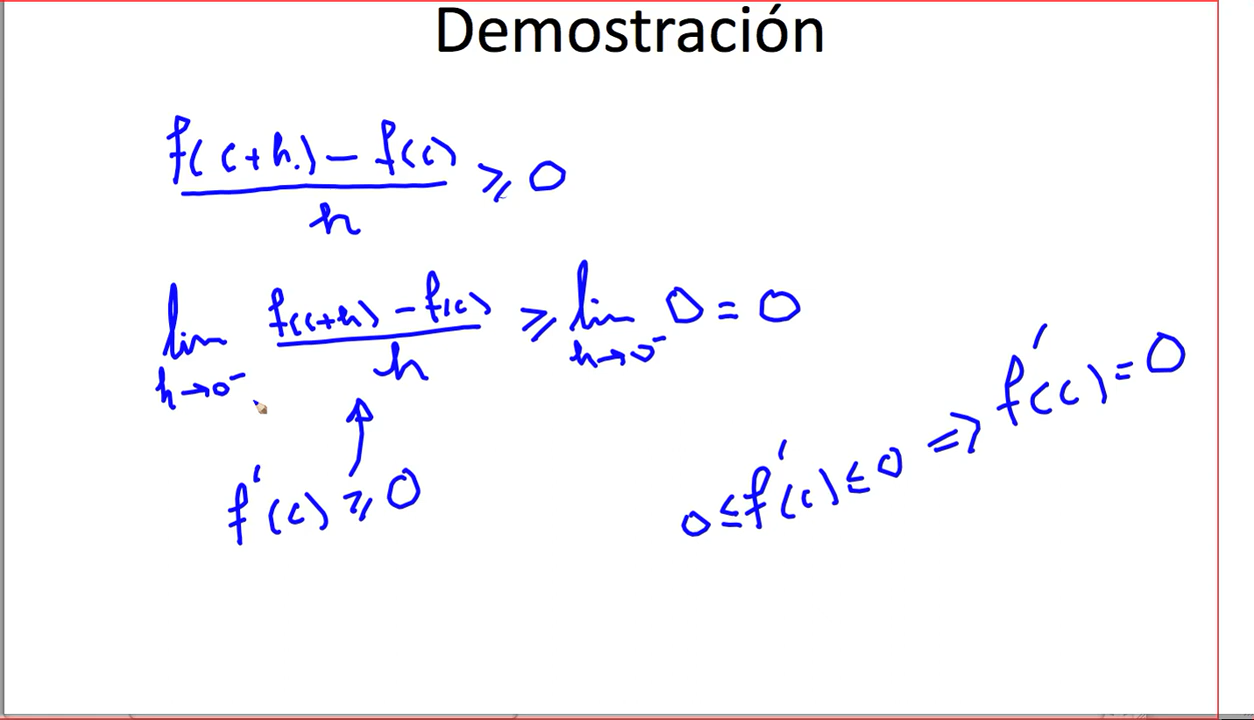 Demostración
f(c+h)-f(c)
h
≥ 0
lim h→0⁻ f(c+h)-f(c)
h
≥ lim h→0⁻ 0 = 0
f'(c) ≥ 0
0 ≤ f'(c) ≤ 0 ⇒ f'(c) = 0